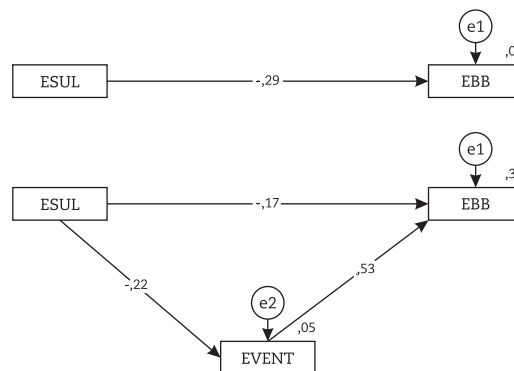 e1
,0
ESUL
-,29
EBB
e1
,3
ESUL
-,17
EBB
-,22
,53
e2
,05
EVENT